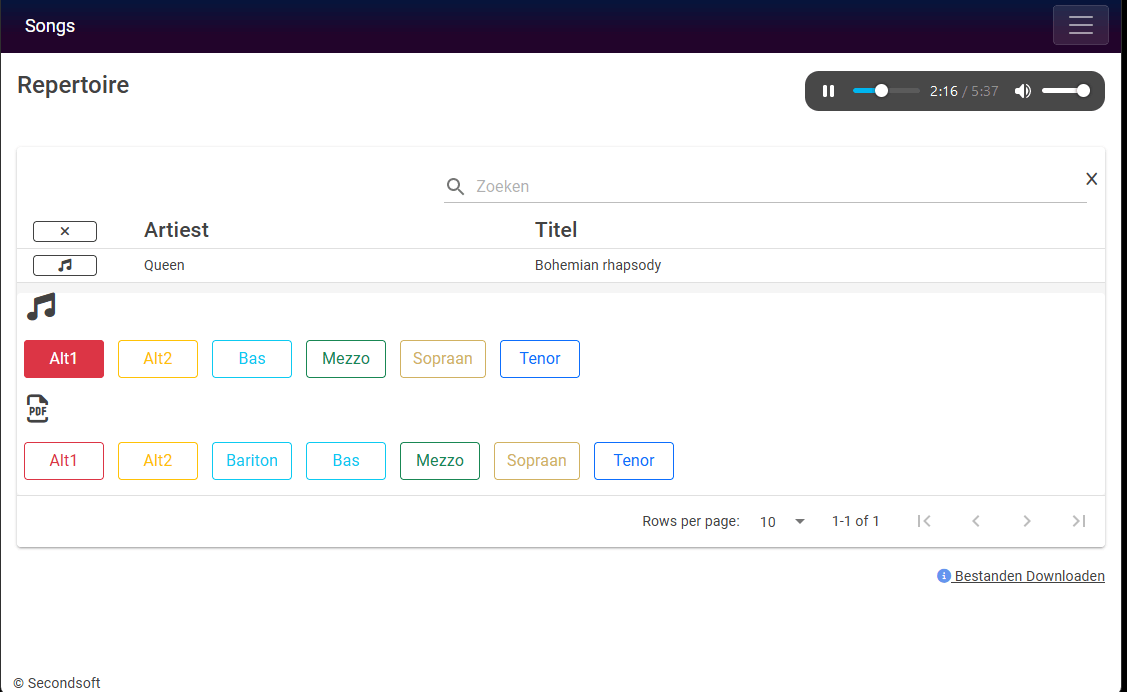 Songs
Repertoire
2:16 / 5:37
Zoeken
X
Artiest Titel
Queen Bohemian rhapsody
Alt1 Alt2 Bas Mezzo Sopraan Tenor
PDF
Alt1 Alt2 Bariton Bas Mezzo Sopraan Tenor
Rows per page: 10 1-1 of 1
Bestanden Downloaden
© Secondsoft